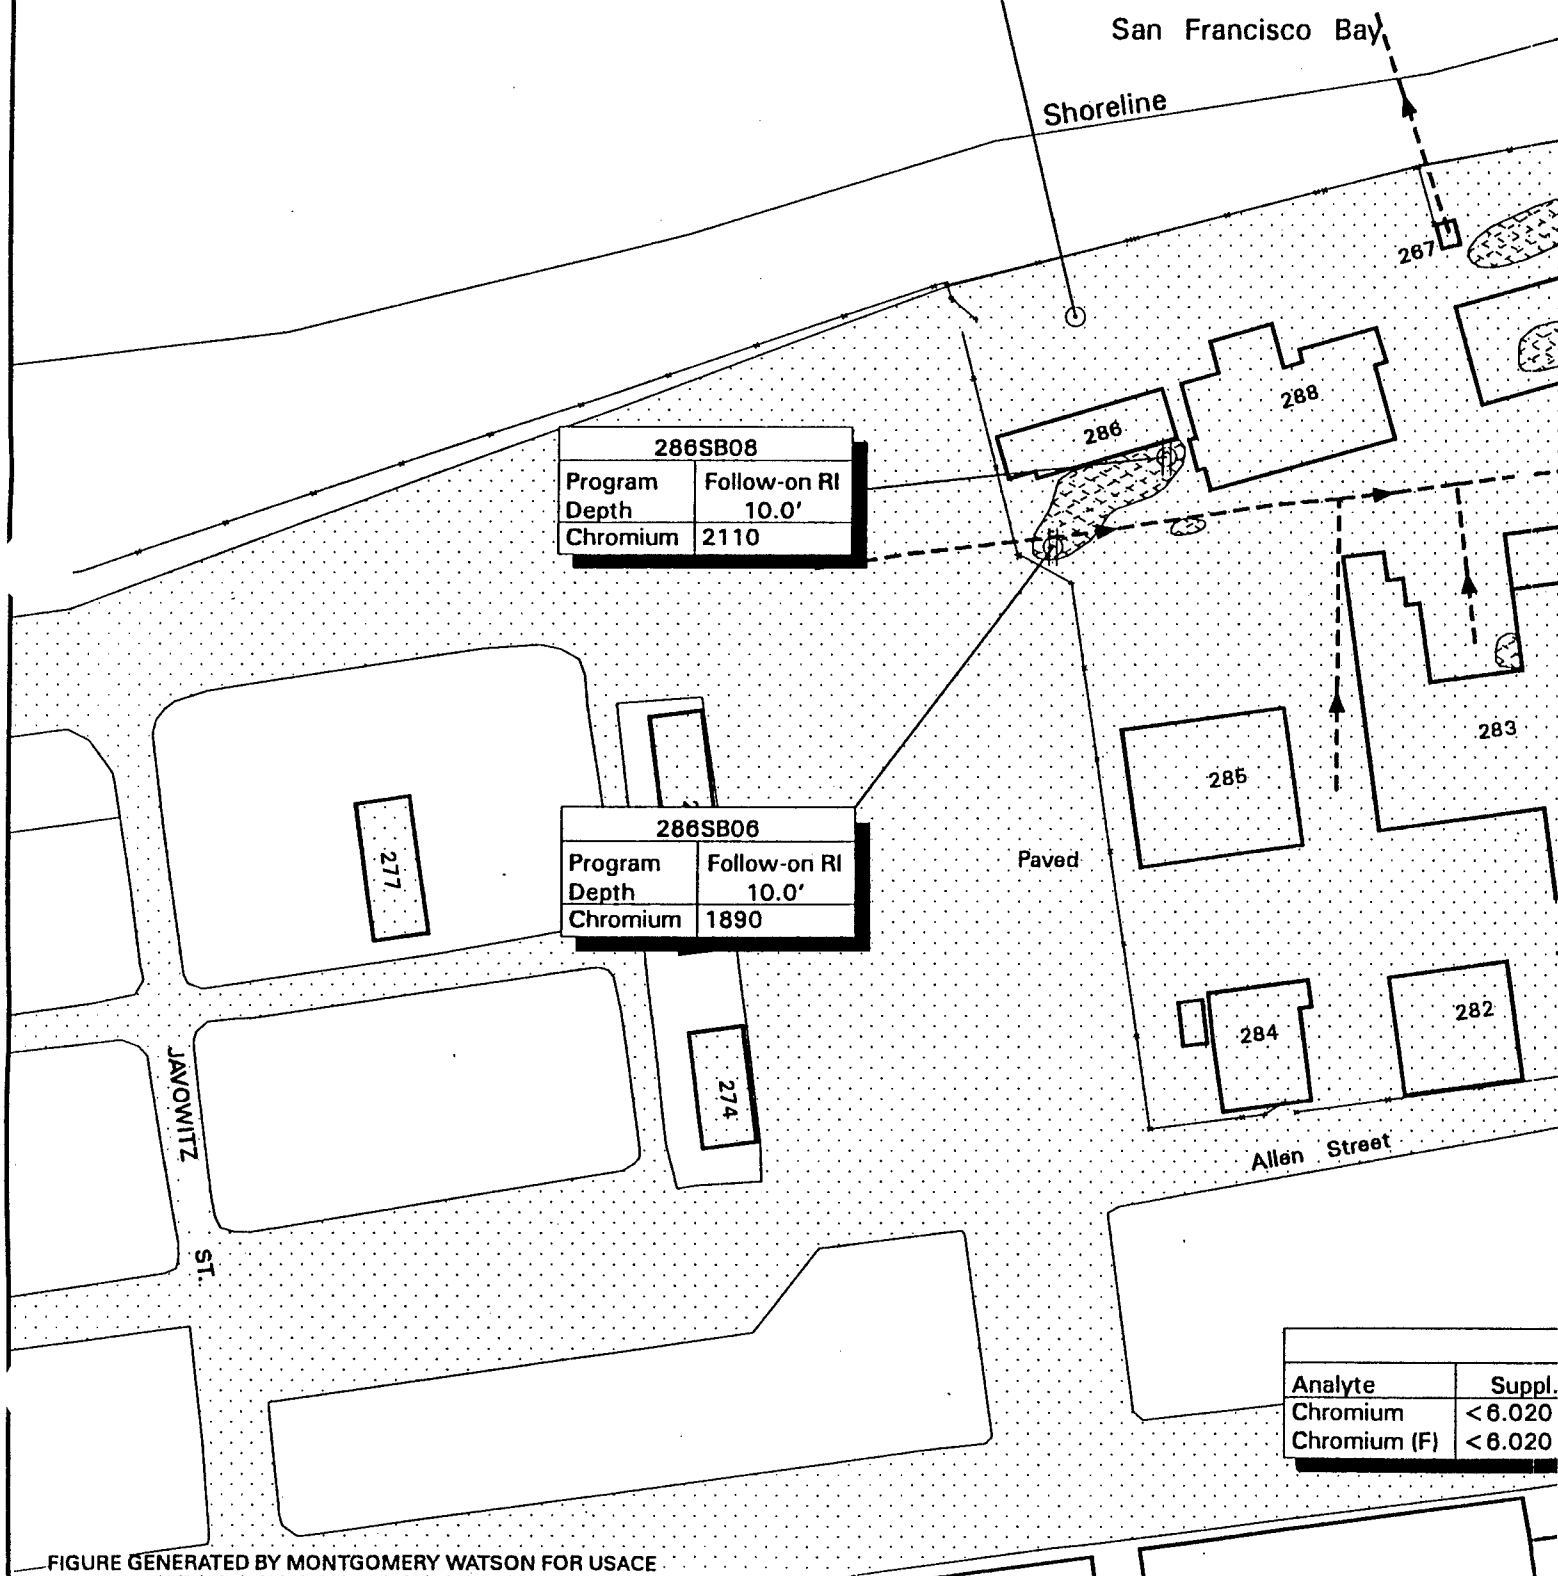 San Francisco Bay
Shoreline
267
288
286
286SB08
Program Follow-on RI
Depth 10.0'
Chromium 2110
283
285
286SB06
Program Follow-on RI
Depth 10.0'
Chromium 1890
277
Paved
282
284
274
JAVOWITZ
ST.
Allen Street
Analyte Suppl.
Chromium <6.020
Chromium (F) <6.020
FIGURE GENERATED BY MONTGOMERY WATSON FOR USACE